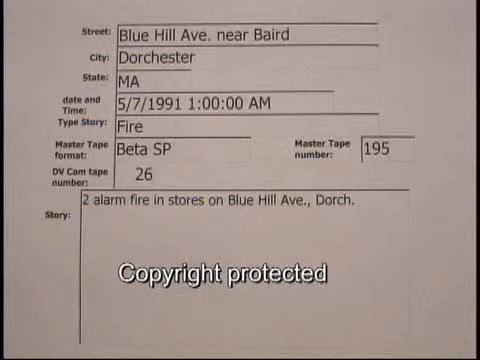 Street: Blue Hill Ave. near Baird
City: Dorchester
State: MA
date and Time: 5/7/1991 1:00:00 AM
Type Story: Fire
Master Tape format: Beta SP Master Tape number: 195
DV Cam tape number: 26
Story: 2 alarm fire in stores on Blue Hill Ave., Dorch.
Copyright protected